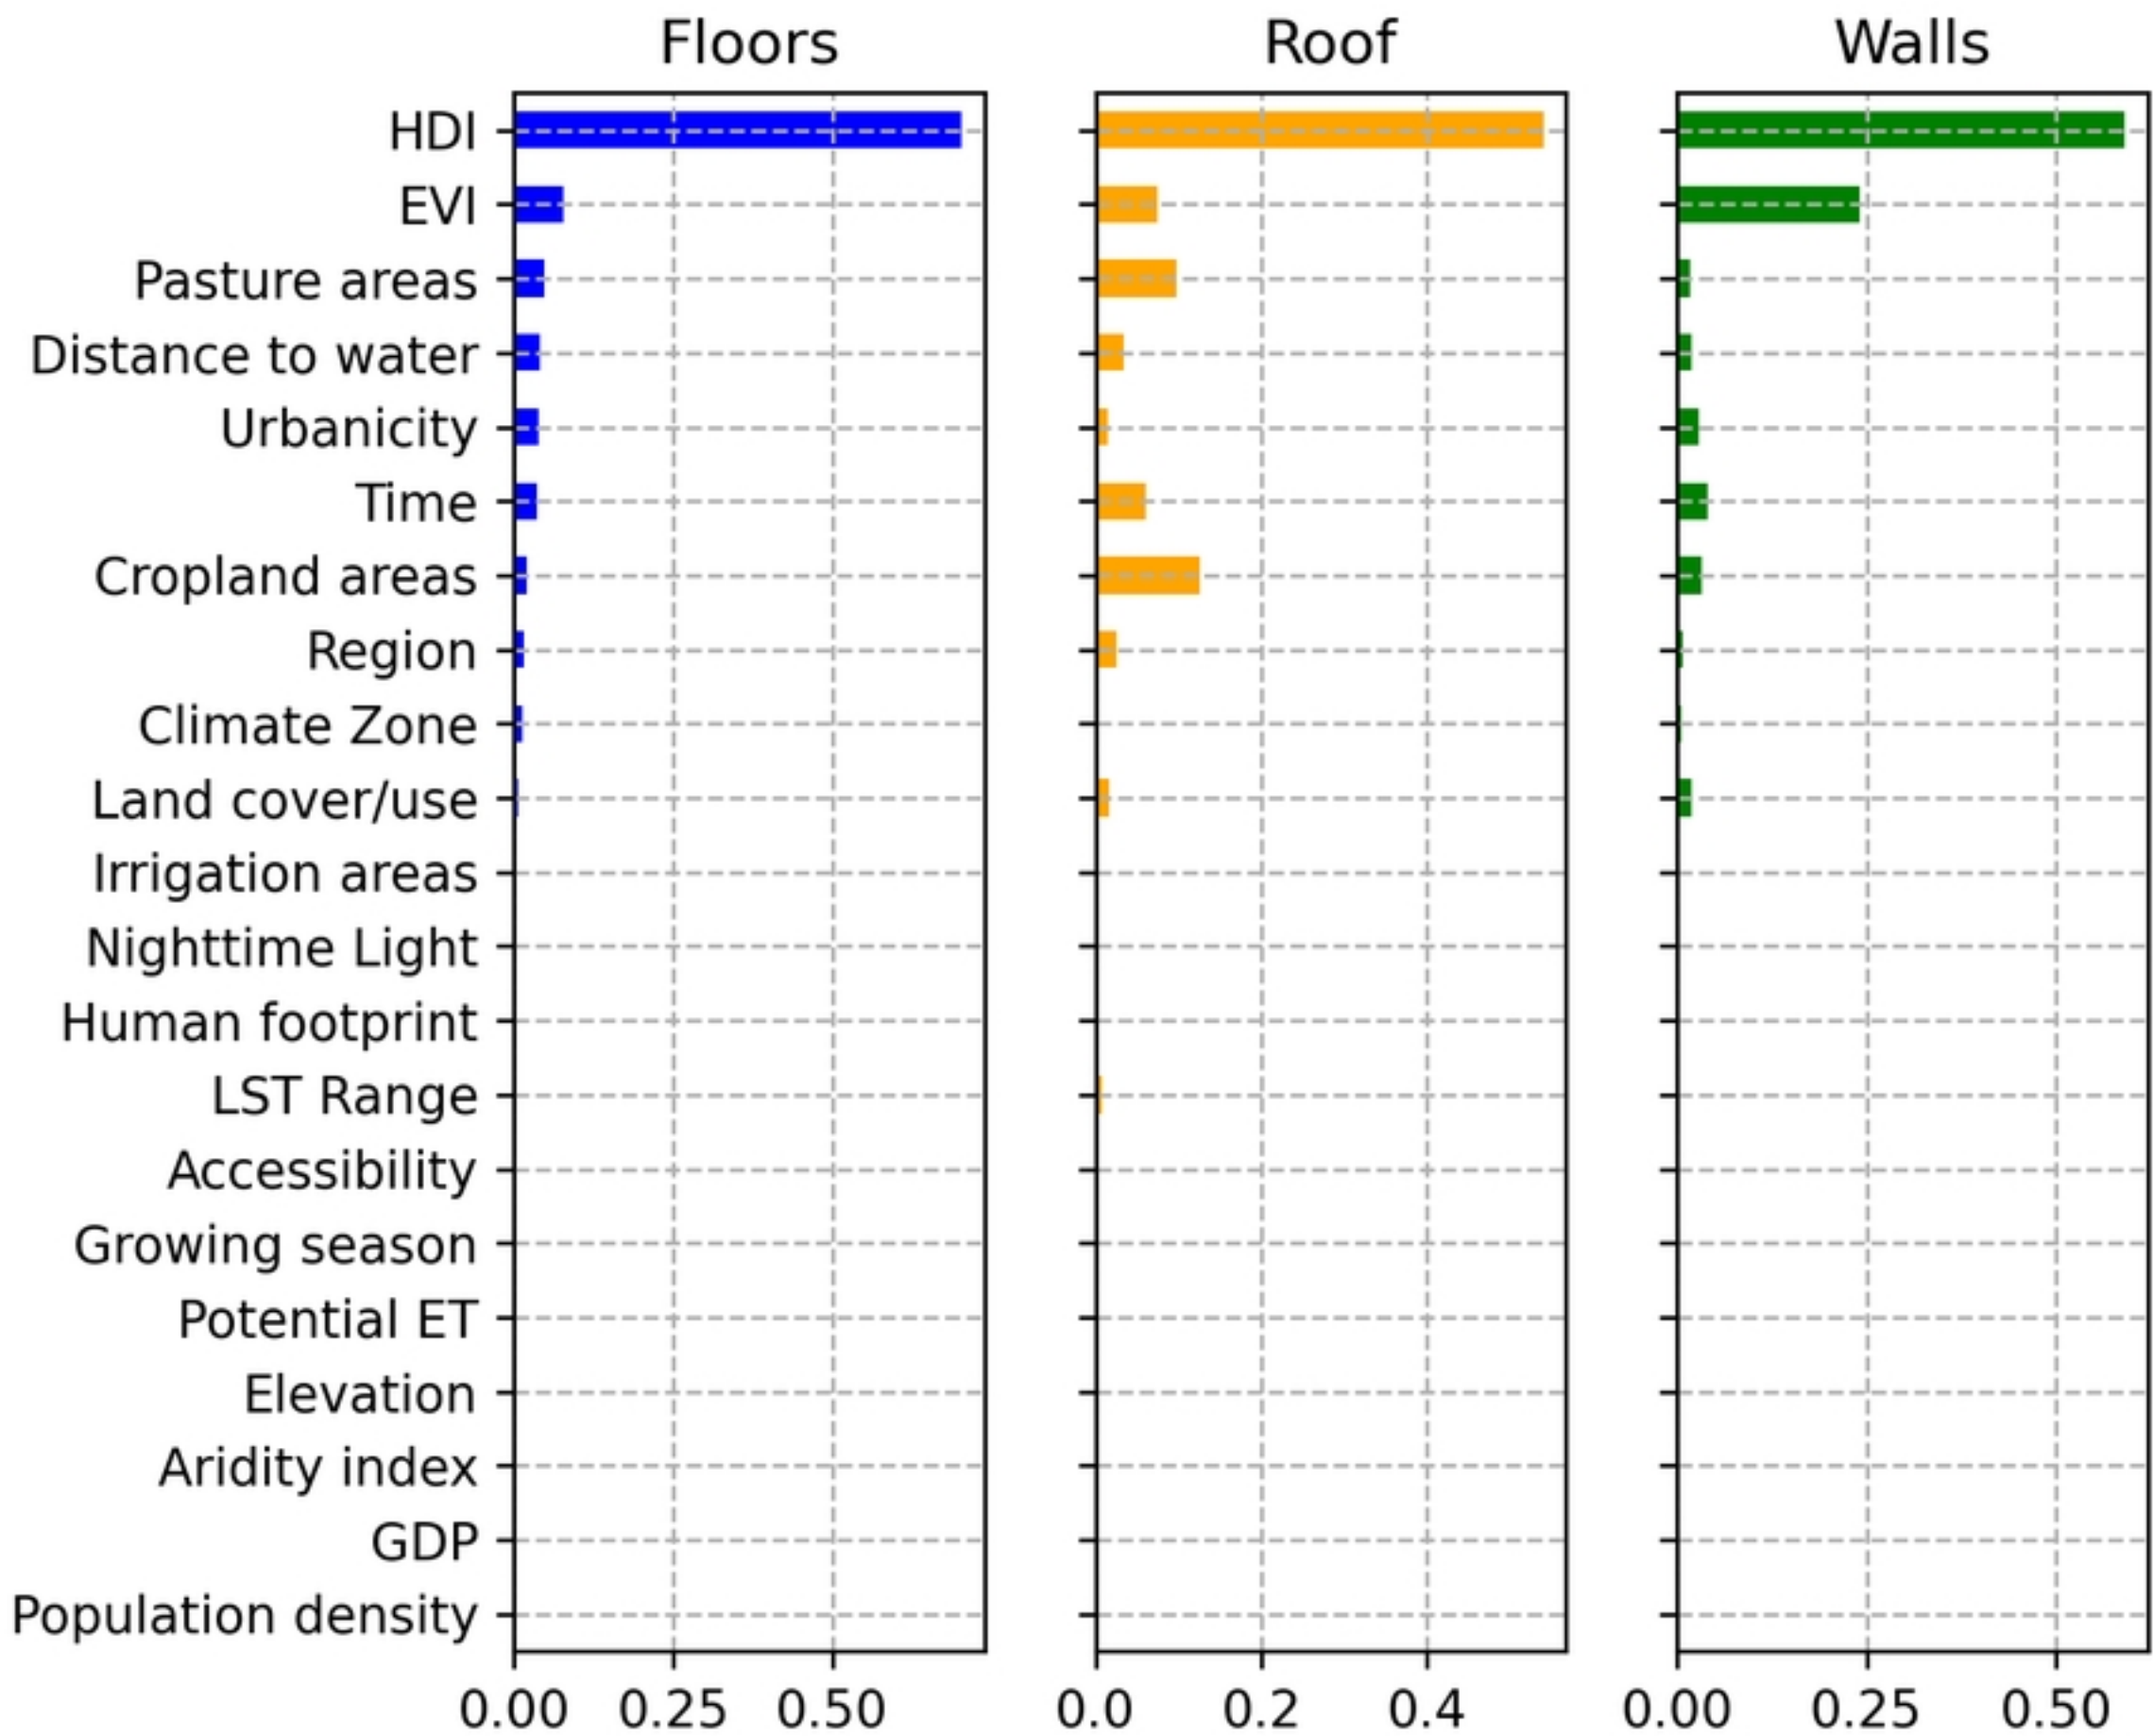 Floors Roof Walls
HDI
EVI
Pasture areas
Distance to water
Urbanicity
Time
Cropland areas
Region
Climate Zone
Land cover/use
Irrigation areas
Nighttime Light
Human footprint
LST Range
Accessibility
Growing season
Potential ET
Elevation
Aridity index
GDP
Population density
0.00 0.25 0.50 0.0 0.2 0.4 0.00 0.25 0.50